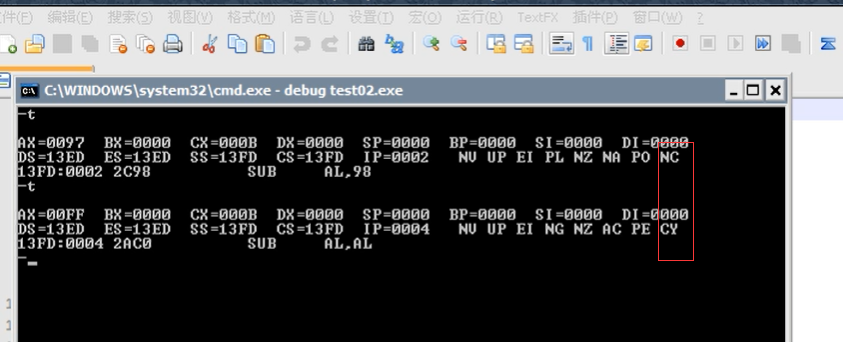 编辑(E) 搜索(S) 视图(V) 格式(M) 语言(L) 设置(T) 宏(O) 运行(R) TextFX 插件(P) 窗口(W) ?
C:\WINDOWS\system32\cmd.exe - debug test02.exe
-t
AX=0097 BX=0000 CX=000B DX=0000 SP=0000 BP=0000 SI=0000 DI=0000
DS=13ED ES=13ED SS=13FD CS=13FD IP=0002 NV UP EI PL NZ NA PO NC
13FD:0002 2C98 SUB AL,98
-t
AX=00FF BX=0000 CX=000B DX=0000 SP=0000 BP=0000 SI=0000 DI=0000
DS=13ED ES=13ED SS=13FD CS=13FD IP=0004 NV UP EI NG NZ AC PE CY
13FD:0004 2AC0 SUB AL,AL
-